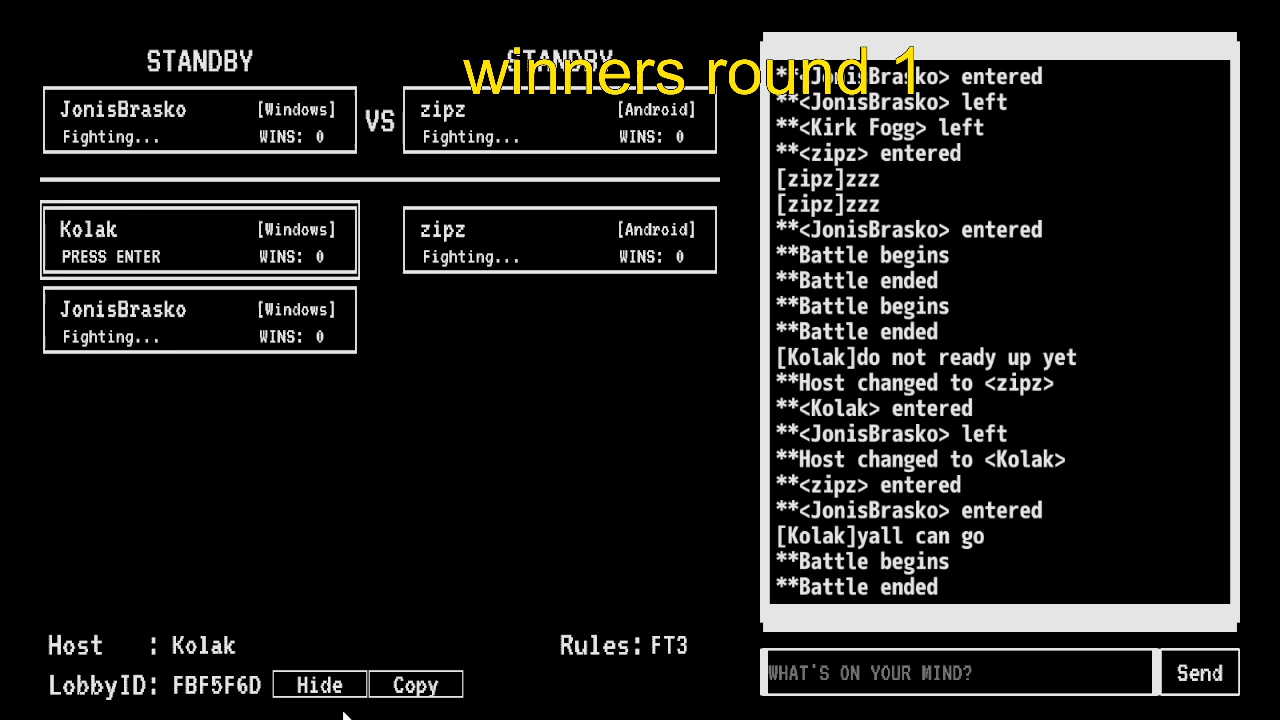 winners round 1
STANDBY
STANDBY
JonisBrasko [Windows]
Fighting... WINS: 0
VS
zipz [Android]
Fighting... WINS: 0
Kolak [Windows]
PRESS ENTER WINS: 0
zipz [Android]
Fighting... WINS: 0
JonisBrasko [Windows]
Fighting... WINS: 0
Host : Kolak
Rules: FT3
LobbyID: FBF5F6D Hide Copy
**<JonisBrasko> entered
**<JonisBrasko> left
**<Kirk Fogg> left
**<zipz> entered
[zipz]zzz
[zipz]zzz
**<JonisBrasko> entered
**Battle begins
**Battle ended
**Battle begins
**Battle ended
[Kolak]do not ready up yet
**Host changed to <zipz>
**<Kolak> entered
**<JonisBrasko> left
**Host changed to <Kolak>
**<zipz> entered
**<JonisBrasko> entered
[Kolak]yall can go
**Battle begins
**Battle ended
WHAT'S ON YOUR MIND? Send